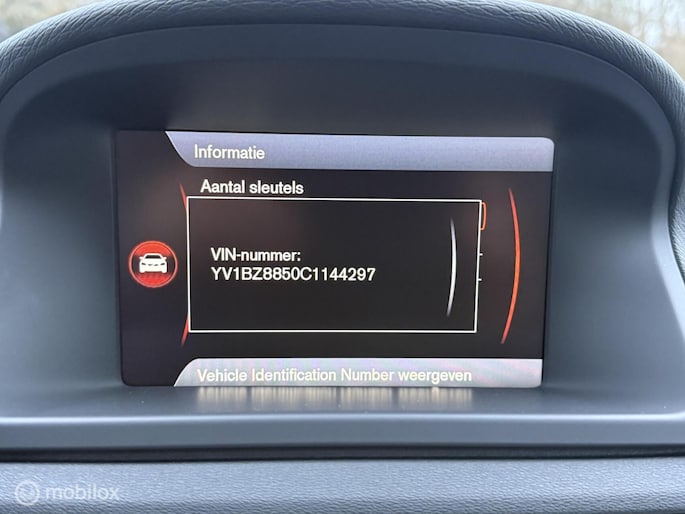 Informatie
Aantal sleutels
VIN-nummer:
YV1BZ8850C1144297
Vehicle Identification Number weergeven
mobilox